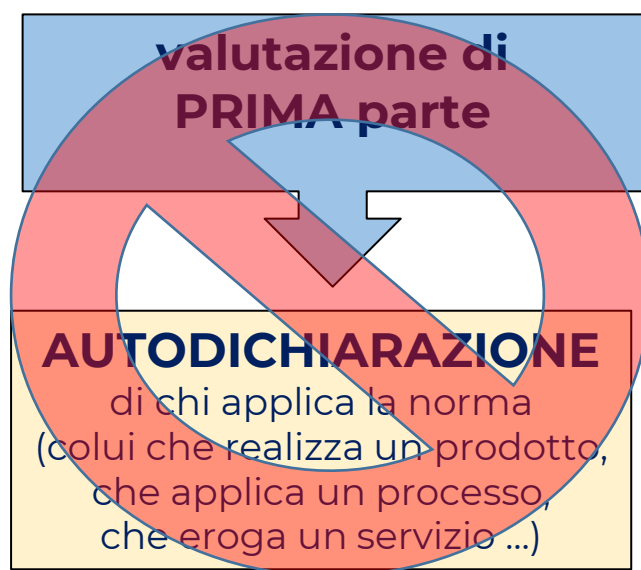 valutazione di
PRIMA parte
AUTODICHIARAZIONE
di chi applica la norma
(colui che realizza un prodotto,
che applica un processo,
che eroga un servizio …)